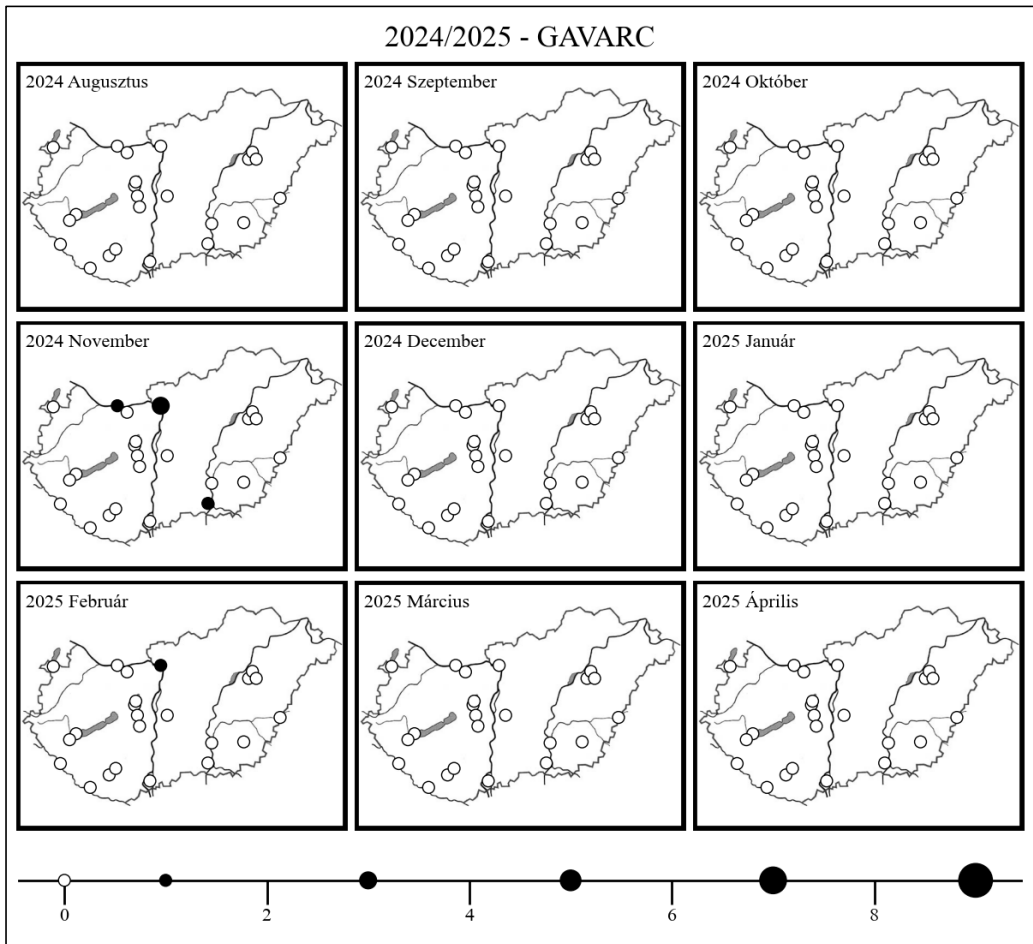 2024/2025 - GAVARC
2024 Augusztus
2024 Szeptember
2024 Október
2024 November
2024 December
2025 Január
2025 Február
2025 Március
2025 Április
0 2 4 6 8